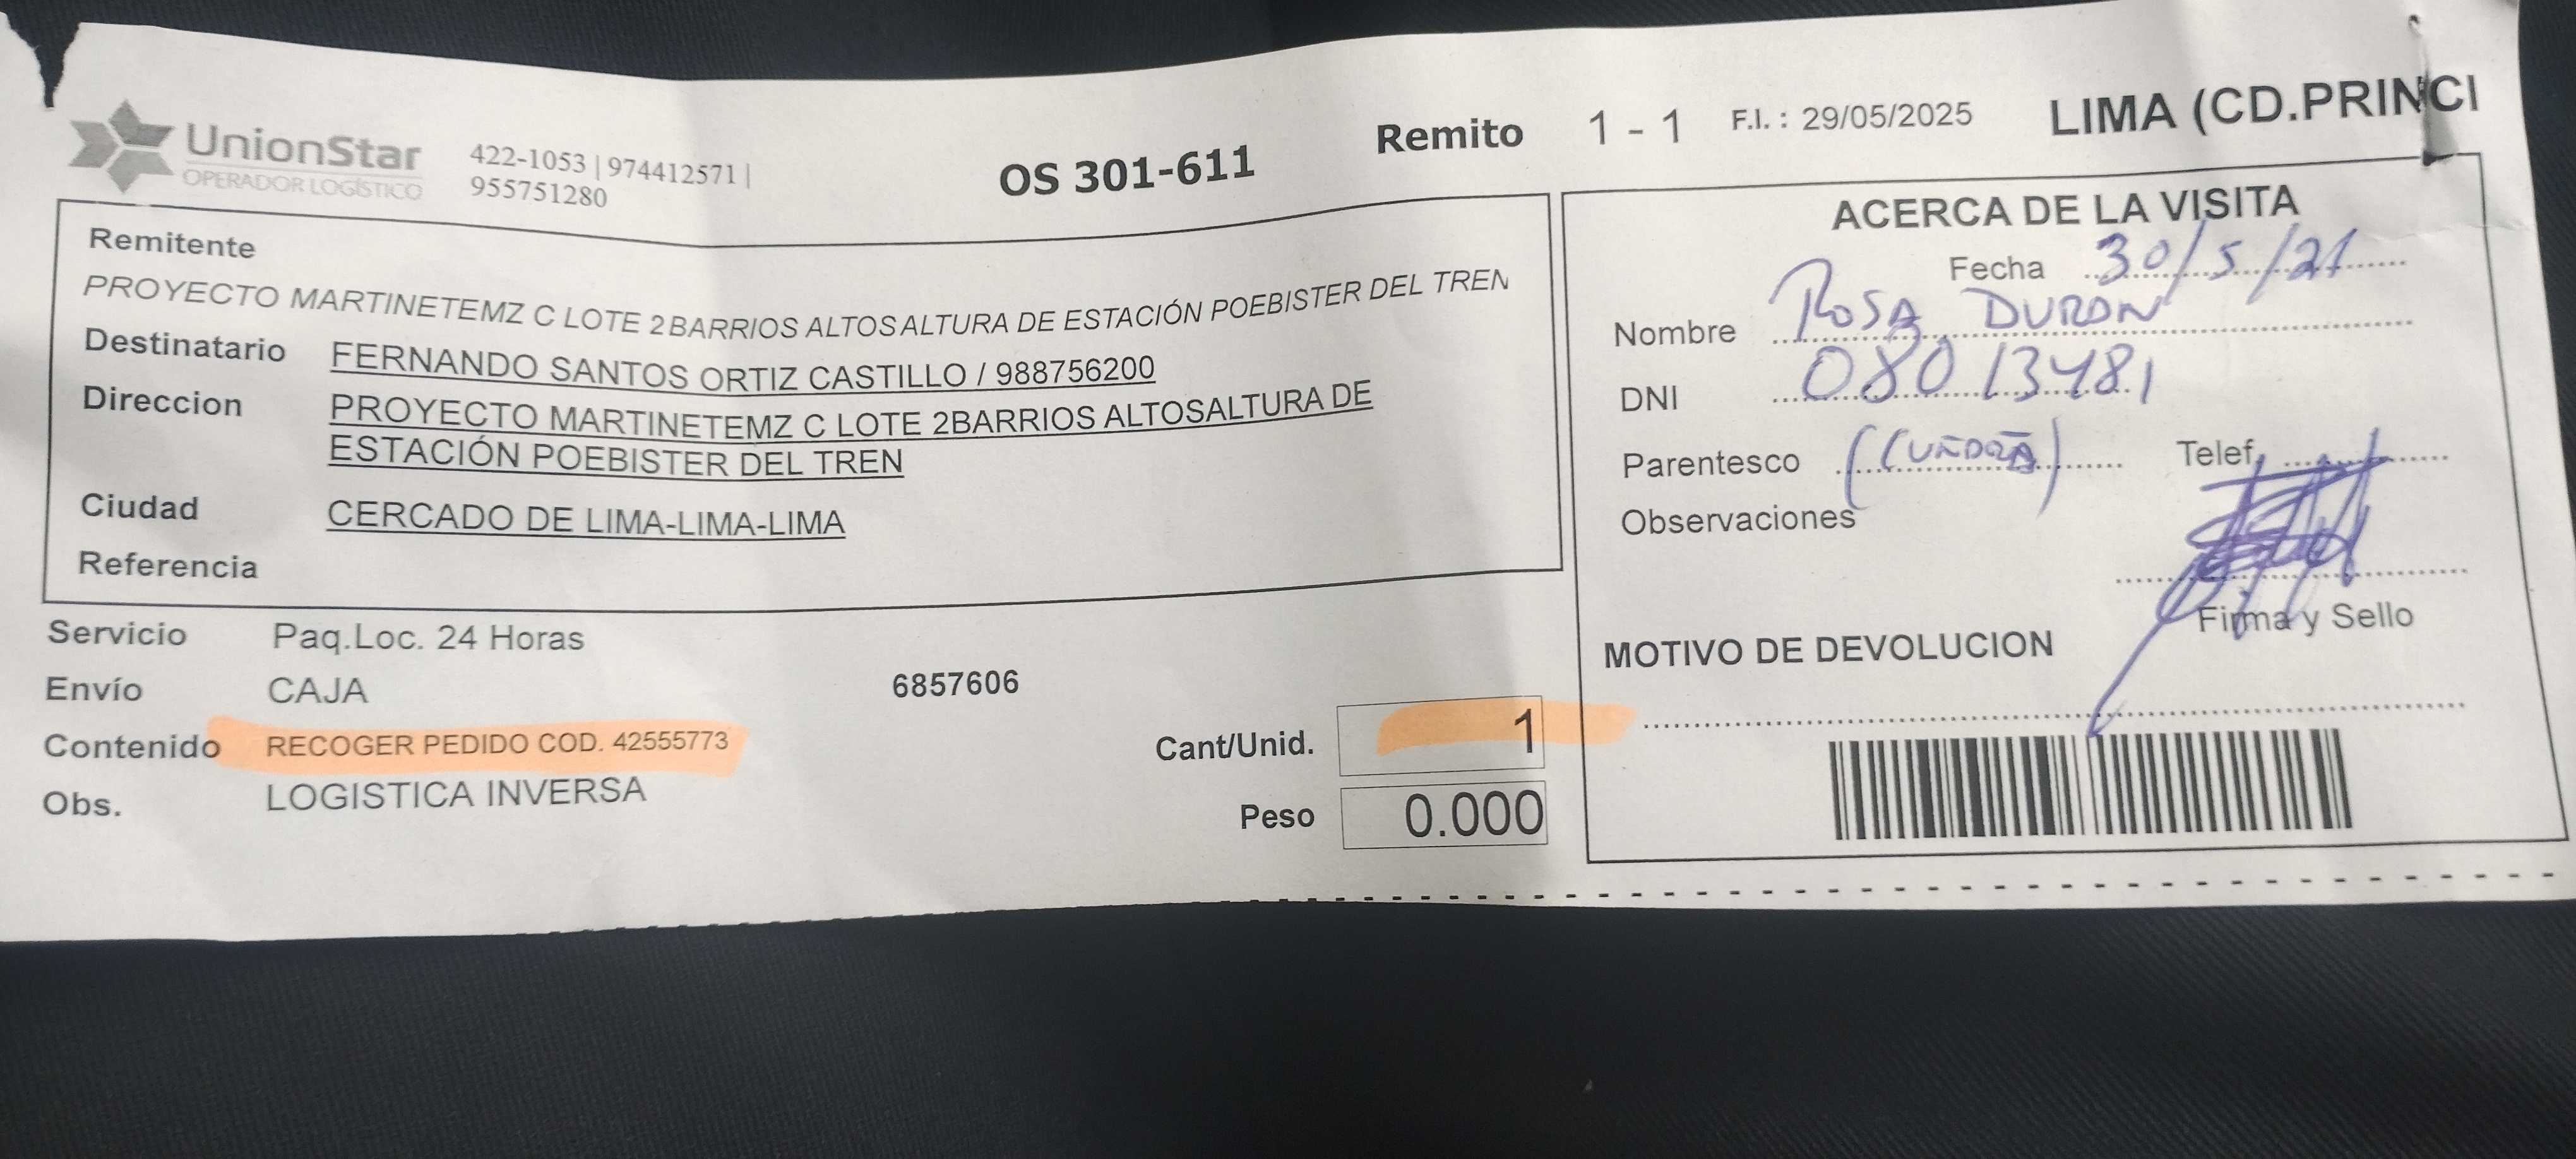 UnionStar
OPERADOR LOGÍSTICO
422-1053 | 974412571 |
955751280
OS 301-611
Remito 1 - 1 F.I. : 29/05/2025 LIMA (CD.PRINCI
Remitente
PROYECTO MARTINETEMZ C LOTE 2BARRIOS ALTOSALTURA DE ESTACIÓN POEBISTER DEL TREN
Destinatario FERNANDO SANTOS ORTIZ CASTILLO / 988756200
Direccion PROYECTO MARTINETEMZ C LOTE 2BARRIOS ALTOSALTURA DE
ESTACIÓN POEBISTER DEL TREN
Ciudad CERCADO DE LIMA-LIMA-LIMA
Referencia
Servicio Paq.Loc. 24 Horas
Envío CAJA 6857606
Contenido RECOGER PEDIDO COD. 42555773
Obs. LOGISTICA INVERSA
Cant/Unid. 1
Peso 0.000
ACERCA DE LA VISITA
Fecha 30/5/21
Nombre ROSA DURON
DNI 08013481
Parentesco
Telef.
Observaciones
Firma y Sello
MOTIVO DE DEVOLUCION